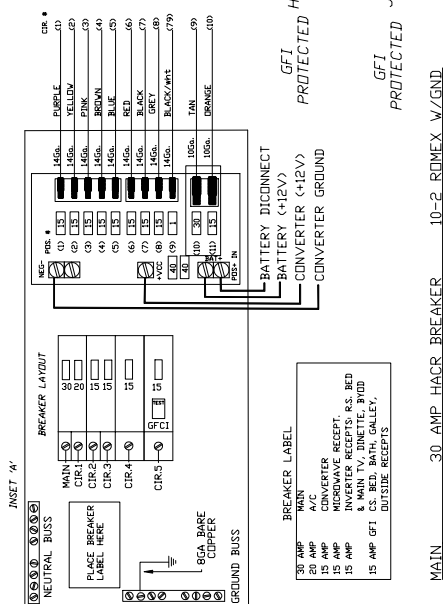 INSET 'A'
NEUTRAL BUSS
PLACE BREAKER
LABEL HERE
8GA BARE
COPPER
GROUND BUSS
BREAKER LAYOUT
MAIN 30
CIR.1 20
CIR.2 15
CIR.3 15
CIR.4 15
CIR.5 GFCI TEST 15
BREAKER LABEL
30 AMP MAIN
20 AMP A/C
15 AMP CONVERTER
15 AMP MICROWAVE RECEPT.
15 AMP INVERTER RECEPTS: R.S. BED
& MAIN TV, DINETTE, BYOD
15 AMP GFI CS. BED, BATH, GALLEY,
OUTSIDE RECEPTS
POS. # CIR. #
NEG-
(1) 15 14Ga. PURPLE (1)
(2) 15 14Ga. YELLOW (2)
(3) 15 14Ga. PINK (3)
(4) 15 14Ga. BROWN (4)
(5) 15 14Ga. BLUE (5)
(6) 15 14Ga. RED (6)
(7) 15 14Ga. BLACK (7)
(8) 15 14Ga. GREY (8)
(9) 1 14Ga. BLACK/wht (79)
+VCC
40
40
(10) 30 10Ga. TAN (9)
(11) 15 10Ga. ORANGE (10)
BAT+
POS+ IN
BATTERY DICONNECT
BATTERY (+12V)
CONVERTER (+12V)
CONVERTER GROUND
GFI
PROTECTED
GFI
PROTECTED
MAIN 30 AMP HACR BREAKER 10-2 ROMEX W/GND